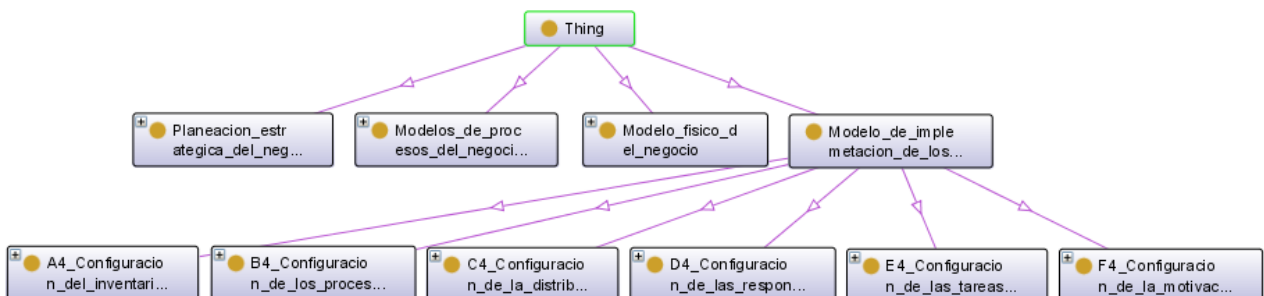 Thing
Planeacion_estr
ategica_del_neg...
Modelos_de_proc
esos_del_negoci...
Modelo_fisico_d
el_negocio
Modelo_de_imple
metacion_de_los...
A4_Configuracio
n_del_inventari...
B4_Configuracio
n_de_los_proces...
C4_Configuracio
n_de_la_distrib...
D4_Configuracio
n_de_las_respon...
E4_Configuracio
n_de_las_tareas...
F4_Configuracio
n_de_la_motivac...